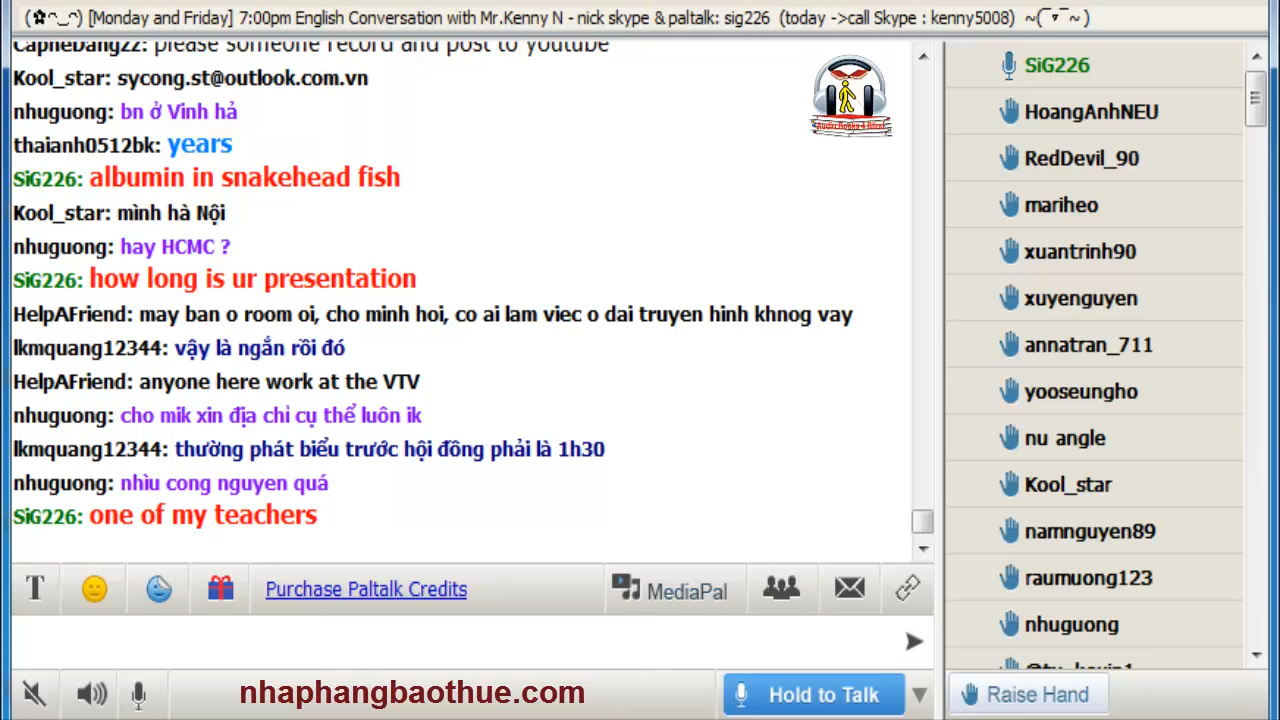 (✿◠‿◠) [Monday and Friday] 7:00pm English Conversation with Mr.Kenny N - nick skype & paltalk: sig226 (today ->call Skype : kenny5008) ~(‾▿‾~)
CapheDang22: please someone record and post to youtube
Kool_star: sycong.st@outlook.com.vn
nhuguong: bn ở Vinh hả
thaianh0512bk: years
SiG226: albumin in snakehead fish
Kool_star: mình hà Nội
nhuguong: hay HCMC ?
SiG226: how long is ur presentation
HelpAFriend: may ban o room oi, cho minh hoi, co ai lam viec o dai truyen hinh khnog vay
lkmquang12344: vậy là ngắn rồi đó
HelpAFriend: anyone here work at the VTV
nhuguong: cho mik xin địa chỉ cụ thể luôn ik
lkmquang12344: thường phát biểu trước hội đồng phải là 1h30
nhuguong: nhìu cong nguyen quá
SiG226: one of my teachers
T
Purchase Paltalk Credits
MediaPal
nhaphangbaothue.com
Hold to Talk
SiG226
HoangAnhNEU
RedDevil_90
mariheo
xuantrinh90
xuyenguyen
annatran_711
yooseungho
nu angle
Kool_star
namnguyen89
raumuong123
nhuguong
Raise Hand